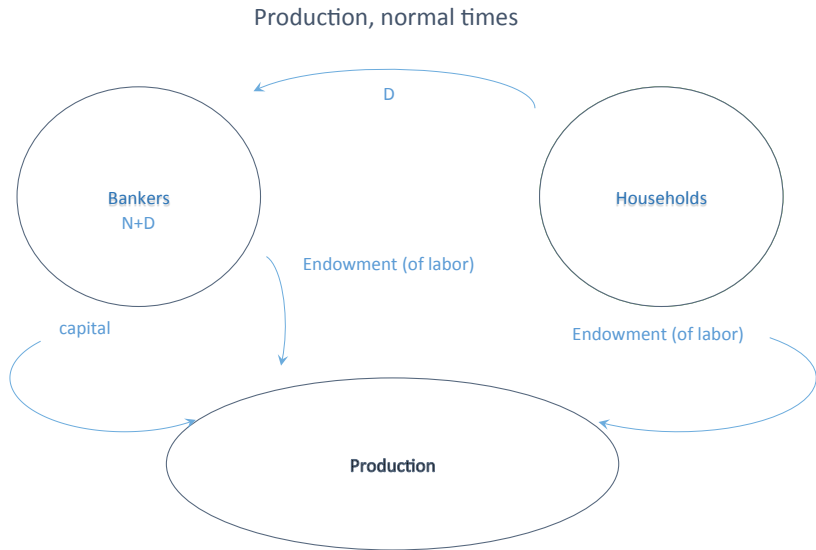 Production, normal times
D
Bankers
N+D
Households
Endowment (of labor)
capital
Endowment (of labor)
Production